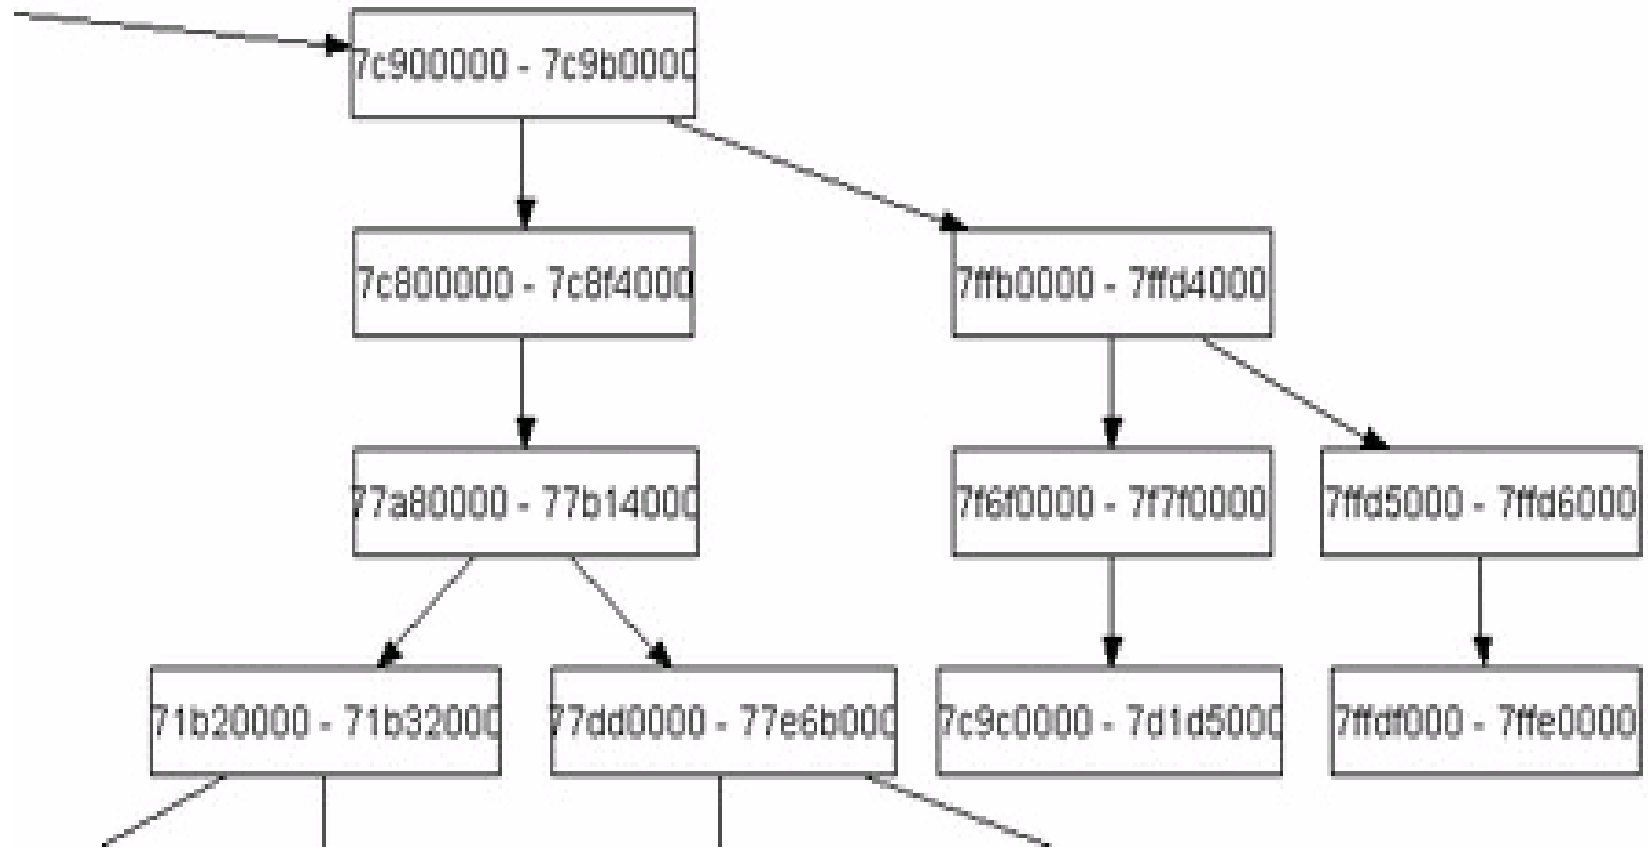 7c900000 - 7c9b0000
7c800000 - 7c8f4000
7ffb0000 - 7ffd4000
77a80000 - 77b14000
7f6f0000 - 7f7f0000
7ffd5000 - 7ffd6000
71b20000 - 71b32000
77dd0000 - 77e6b000
7c9c0000 - 7d1d5000
7ffdf000 - 7ffe0000